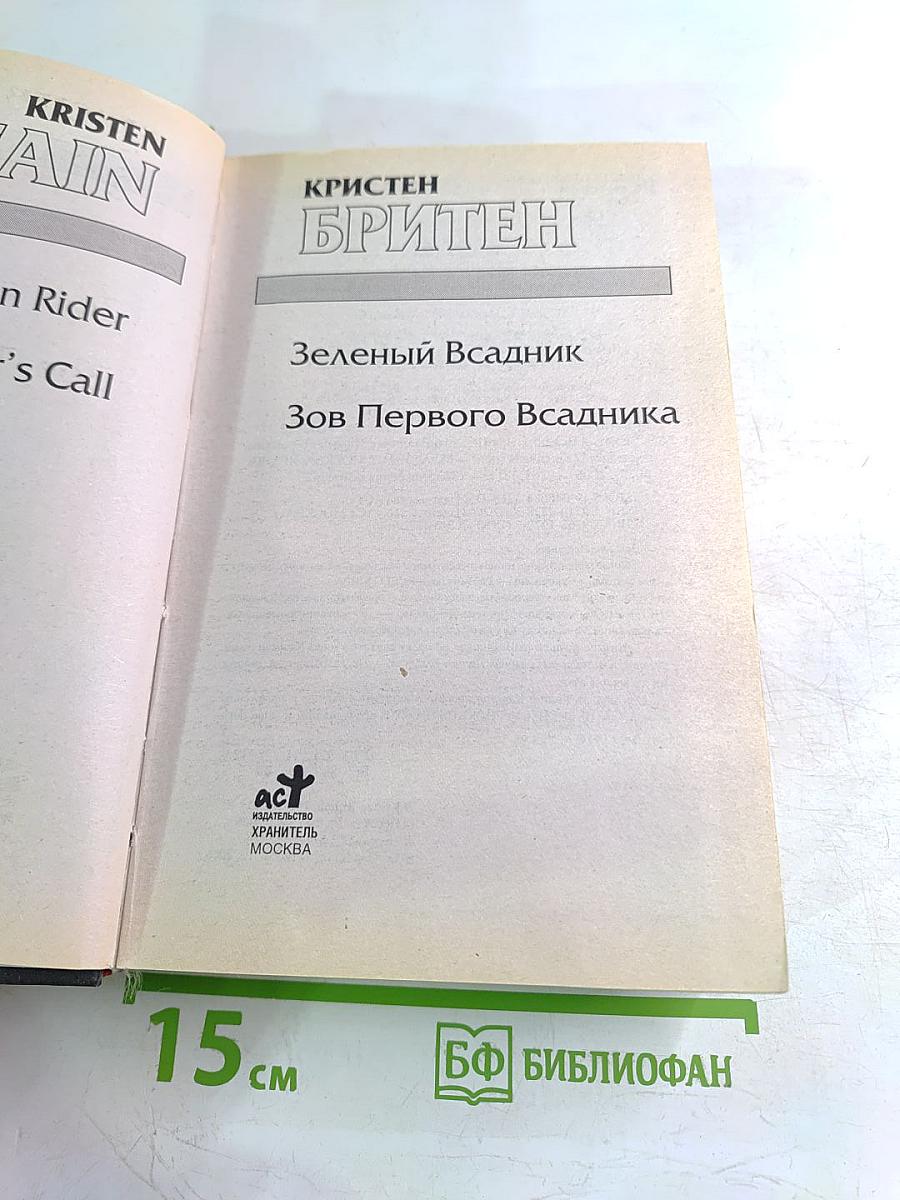 KRISTEN
AIN
n Rider
's Call
КРИСТЕН
БРИТЕН
Зеленый Всадник
Зов Первого Всадника
аст
ИЗДАТЕЛЬСТВО
ХРАНИТЕЛЬ
МОСКВА
15 см
БФ БИБЛИОФАН